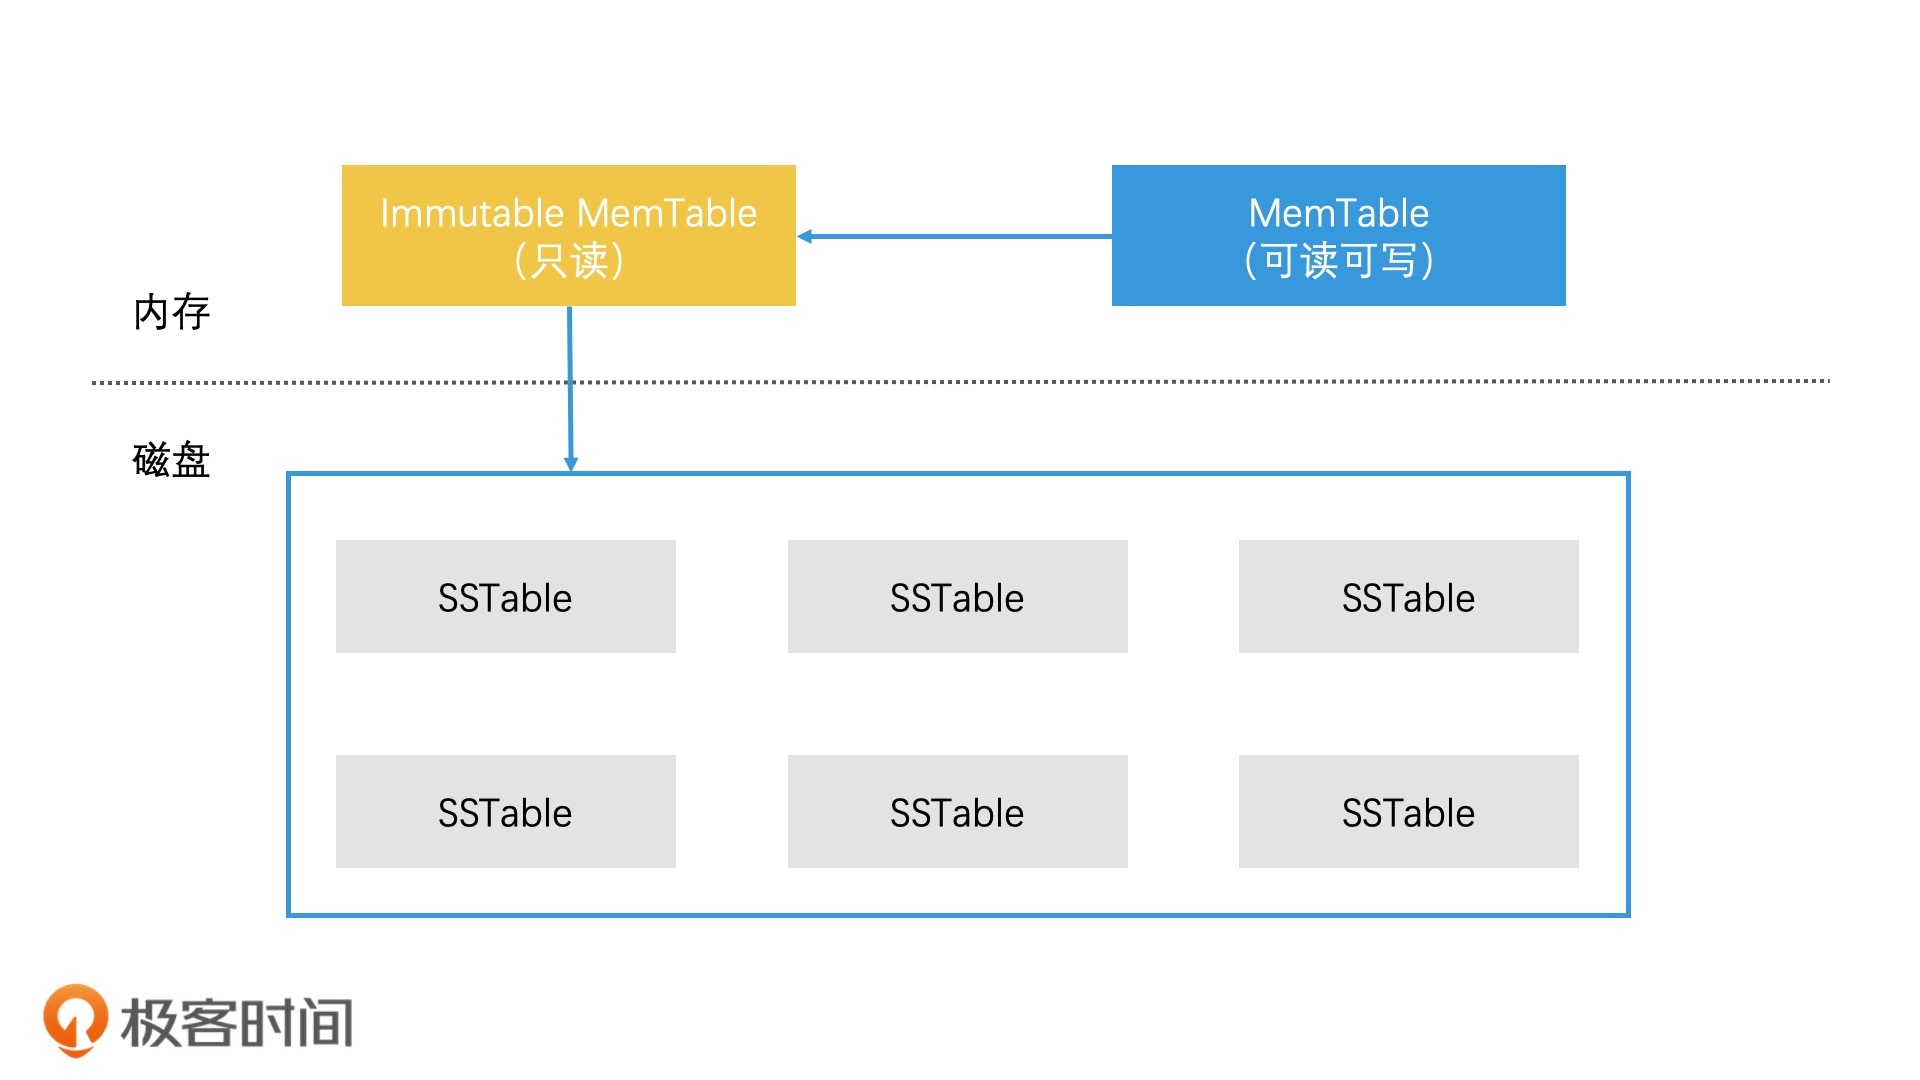 Immutable MemTable
（只读）
MemTable
（可读可写）
内存
磁盘
SSTable
SSTable
SSTable
SSTable
SSTable
SSTable
极客时间